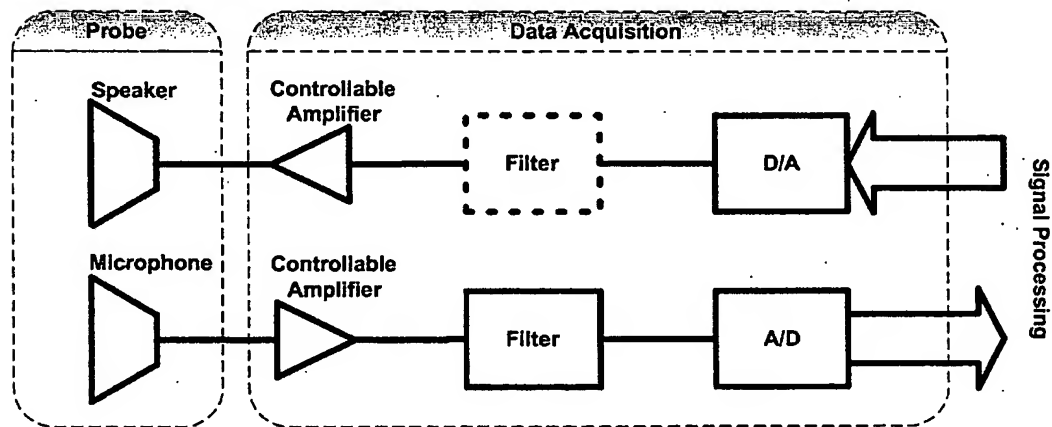 Probe
Data Acquisition
Speaker
Controllable
Amplifier
Filter
D/A
Signal Processing
Microphone
Controllable
Amplifier
Filter
A/D